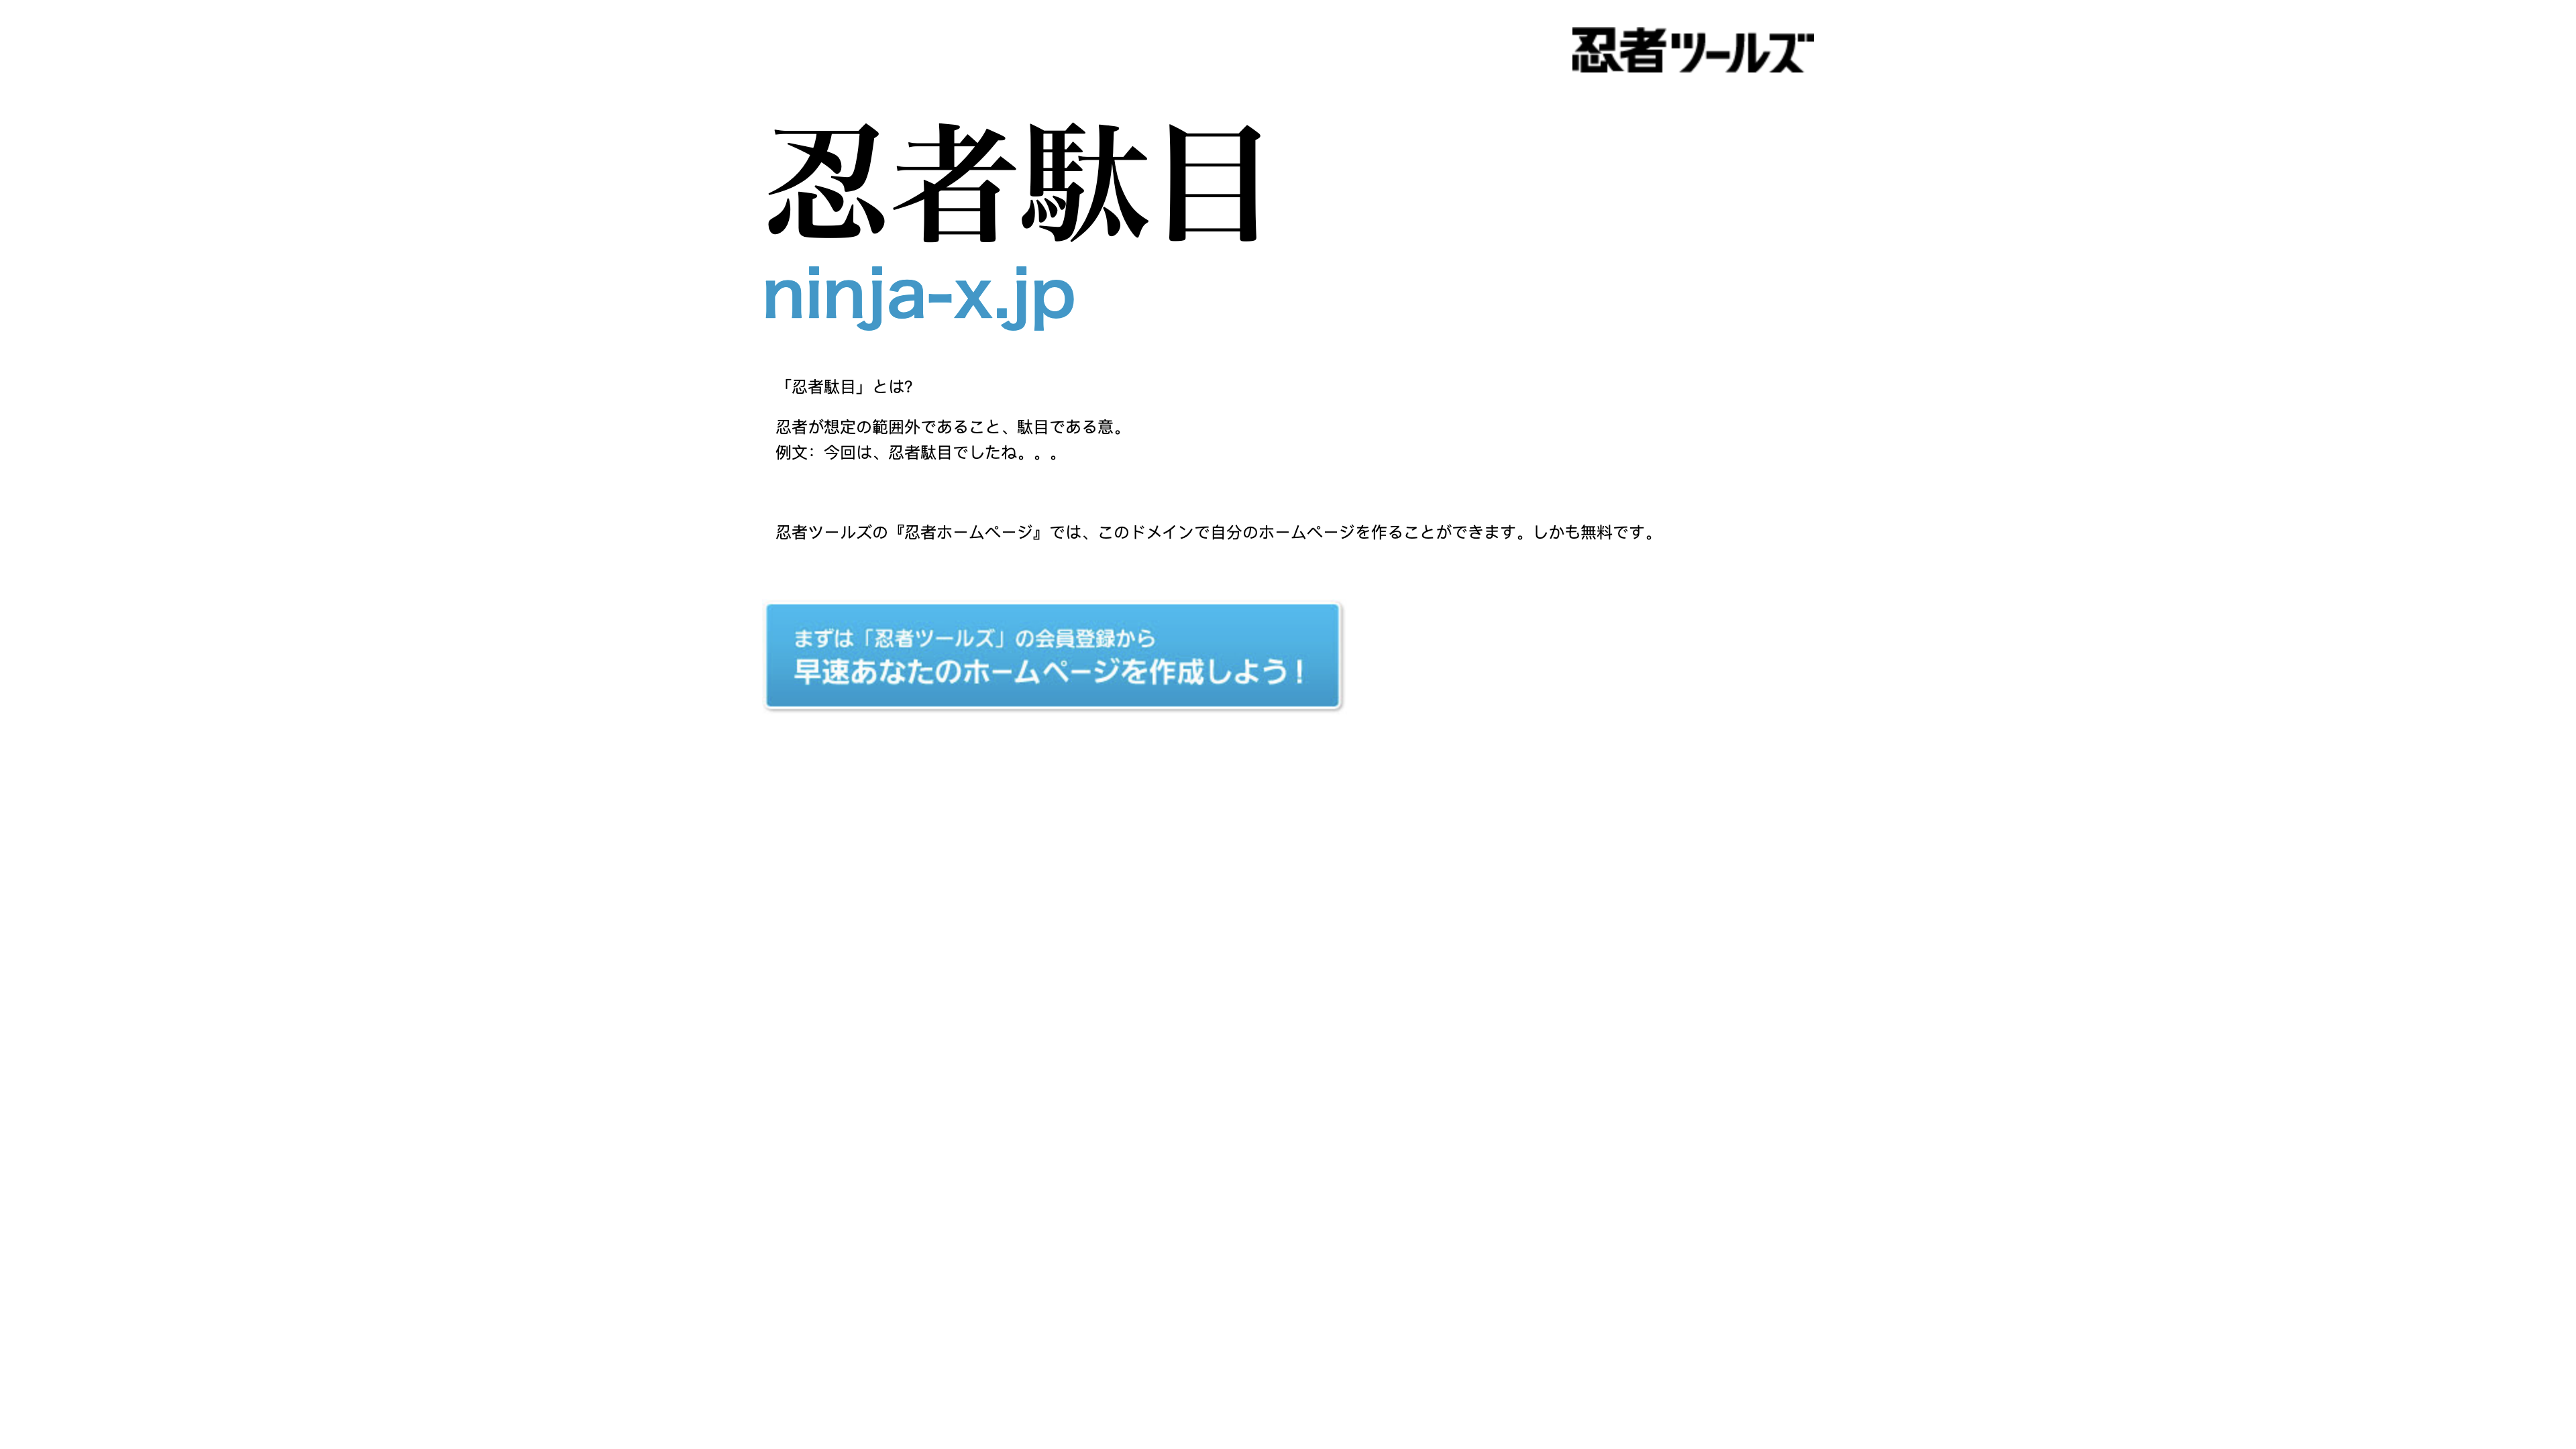 忍者ツールズ
忍者駄目
ninja-x.jp
「忍者駄目」とは?
忍者が想定の範囲外であること、駄目である意。
例文：今回は、忍者駄目でしたね。。。
忍者ツールズの『忍者ホームページ』では、このドメインで自分のホームページを作ることができます。しかも無料です。
まずは「忍者ツールズ」の会員登録から
早速あなたのホームページを作成しよう！